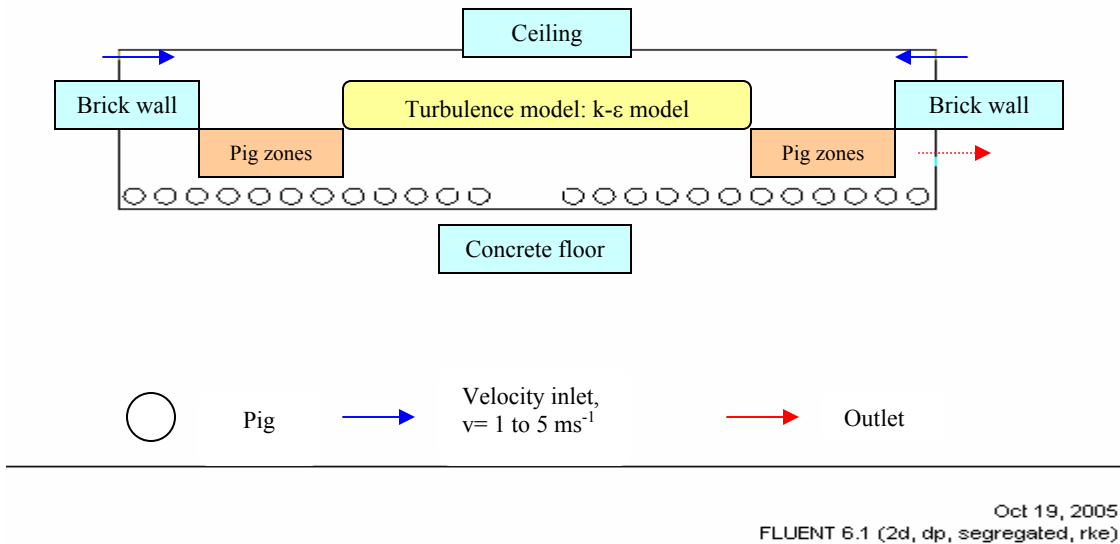 Ceiling
Brick wall
Turbulence model: k-ε model
Brick wall
Pig zones
Pig zones
Concrete floor
Pig
Velocity inlet,
v= 1 to 5 ms⁻¹
Outlet
Oct 19, 2005
FLUENT 6.1 (2d, dp, segregated, rke)